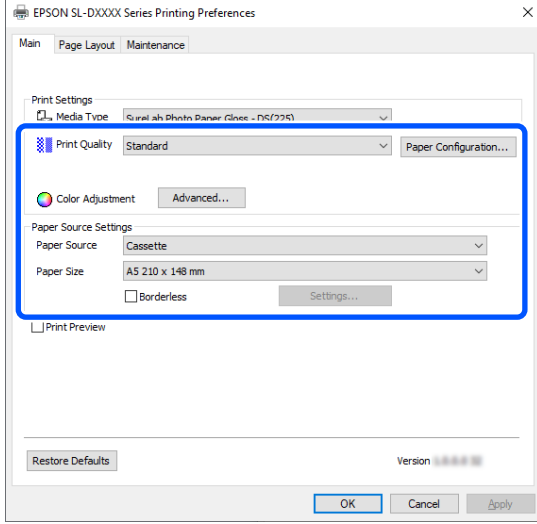 EPSON SL-DXXXX Series Printing Preferences
Main Page Layout Maintenance
Print Settings
Media Type SureLab Photo Paper Gloss - DS(225)
Print Quality Standard Paper Configuration...
Color Adjustment Advanced...
Paper Source Settings
Paper Source Cassette
Paper Size A5 210 x 148 mm
Borderless Settings...
Print Preview
Restore Defaults Version
OK Cancel Apply